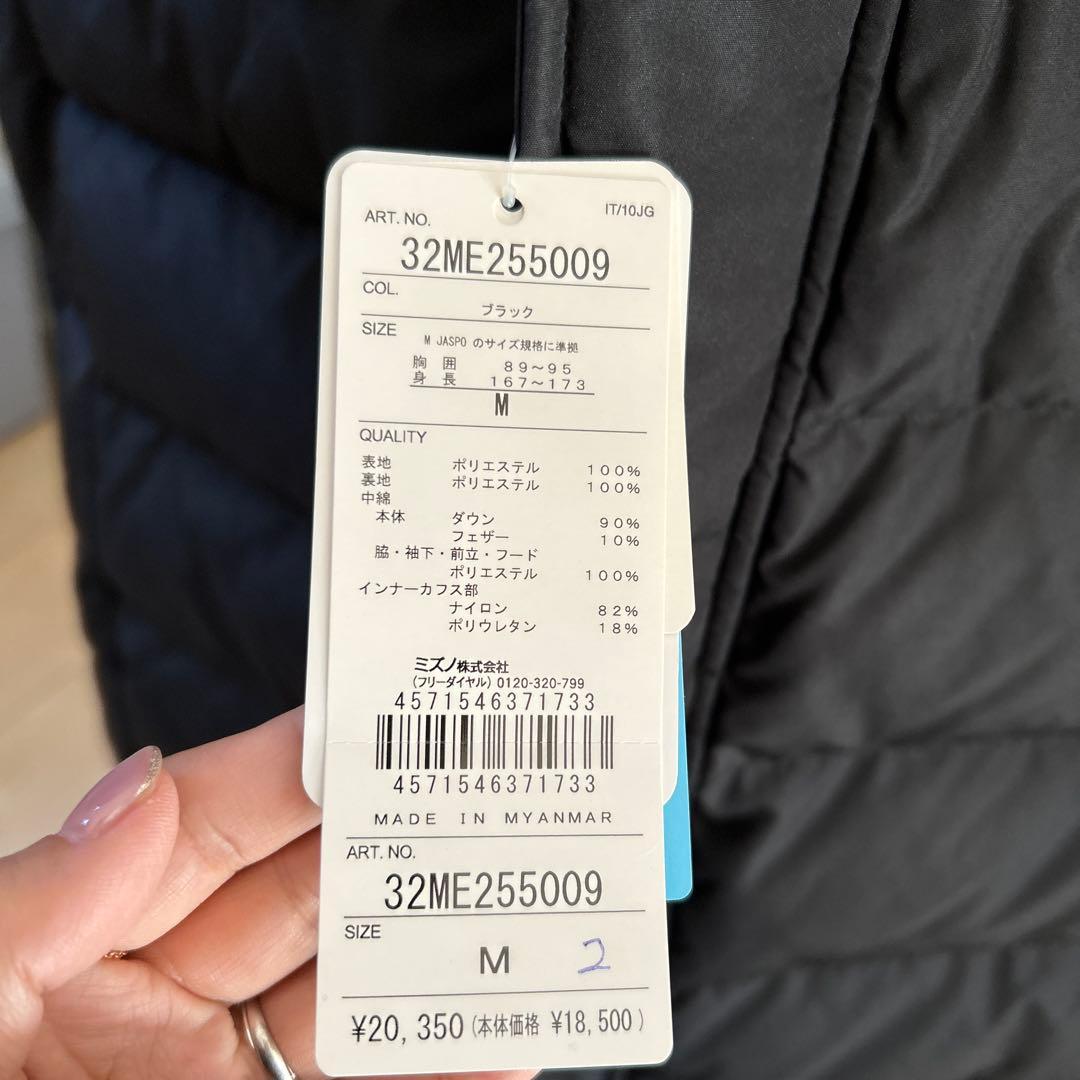 IT/10JG
ART. NO.
32ME255009
COL.
ブラック
SIZE
M JASPO のサイズ規格に準拠
胸 囲 89～95
身 長 167～173
M
QUALITY
表地 ポリエステル 100%
裏地 ポリエステル 100%
中綿
本体 ダウン 90%
フェザー 10%
脇・袖下・前立・フード
ポリエステル 100%
インナーカフス部
ナイロン 82%
ポリウレタン 18%
ミズノ株式会社
(フリーダイヤル) 0120-320-799
4571546371733
4571546371733
MADE IN MYANMAR
ART. NO.
32ME255009
SIZE
M 2
¥20,350 (本体価格 ¥18,500)